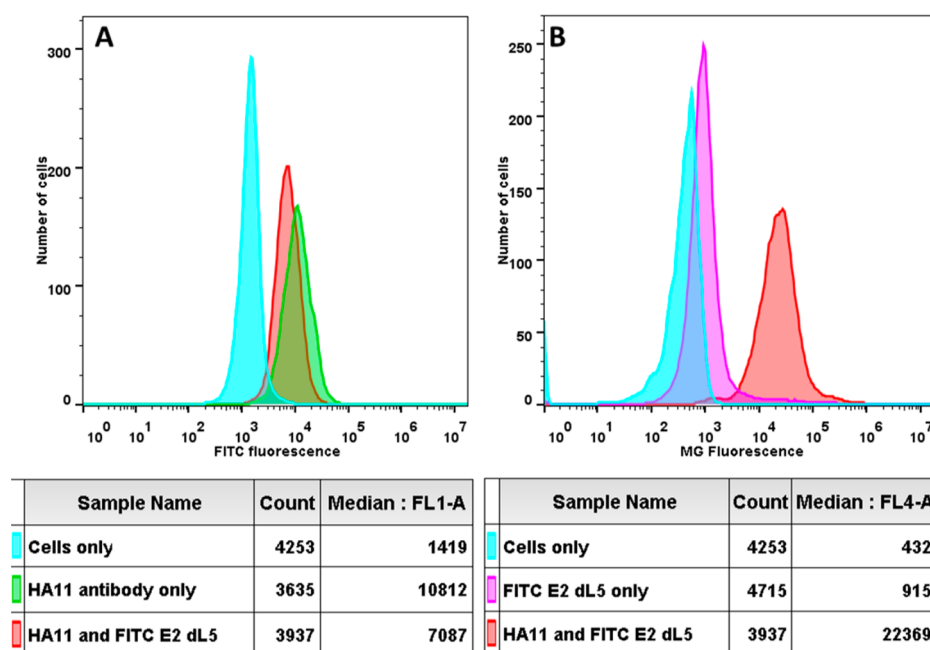 A
300
200
100
0
Number of cells
10^0 10^1 10^2 10^3 10^4 10^5 10^6 10^7
FITC fluorescence
B
250
200
150
100
50
0
Number of cells
10^0 10^1 10^2 10^3 10^4 10^5 10^6 10^7
MG Fluorescence
Sample Name Count Median : FL1-A
Cells only 4253 1419
HA11 antibody only 3635 10812
HA11 and FITC E2 dL5 3937 7087
Sample Name Count Median : FL4-A
Cells only 4253 432
FITC E2 dL5 only 4715 915
HA11 and FITC E2 dL5 3937 22369